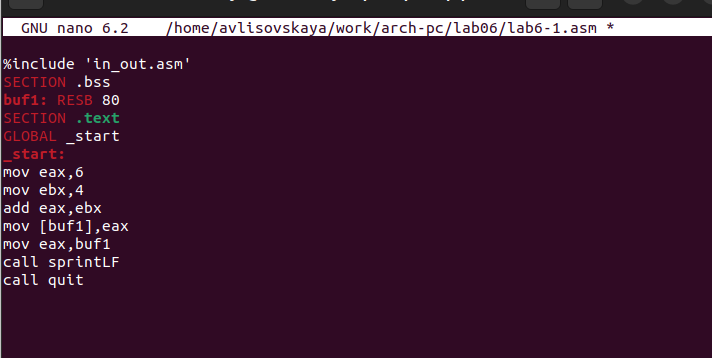 GNU nano 6.2 /home/avlisovskaya/work/arch-pc/lab06/lab6-1.asm *
%include 'in_out.asm'
SECTION .bss
buf1: RESB 80
SECTION .text
GLOBAL _start
_start:
mov eax,6
mov ebx,4
add eax,ebx
mov [buf1],eax
mov eax,buf1
call sprintLF
call quit